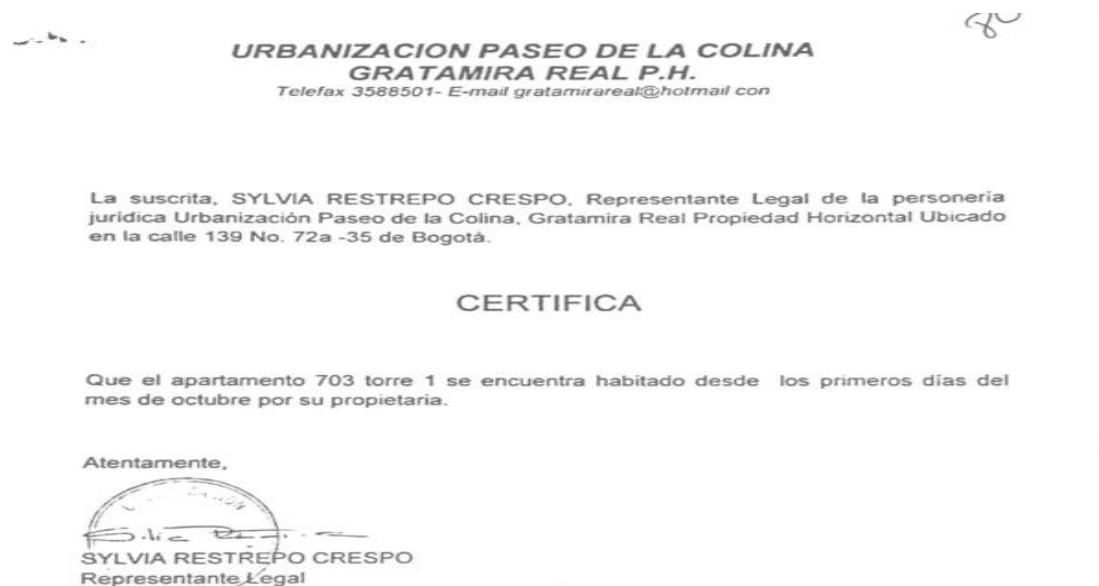 80
URBANIZACION PASEO DE LA COLINA
GRATAMIRA REAL P.H.
Telefax 3588501- E-mail gratamirareal@hotmail con
La suscrita, SYLVIA RESTREPO CRESPO, Representante Legal de la personería
jurídica Urbanización Paseo de la Colina, Gratamira Real Propiedad Horizontal Ubicado
en la calle 139 No. 72a -35 de Bogotá.
CERTIFICA
Que el apartamento 703 torre 1 se encuentra habitado desde los primeros días del
mes de octubre por su propietaria.
Atentamente,
SYLVIA RESTREPO CRESPO
Representante Legal